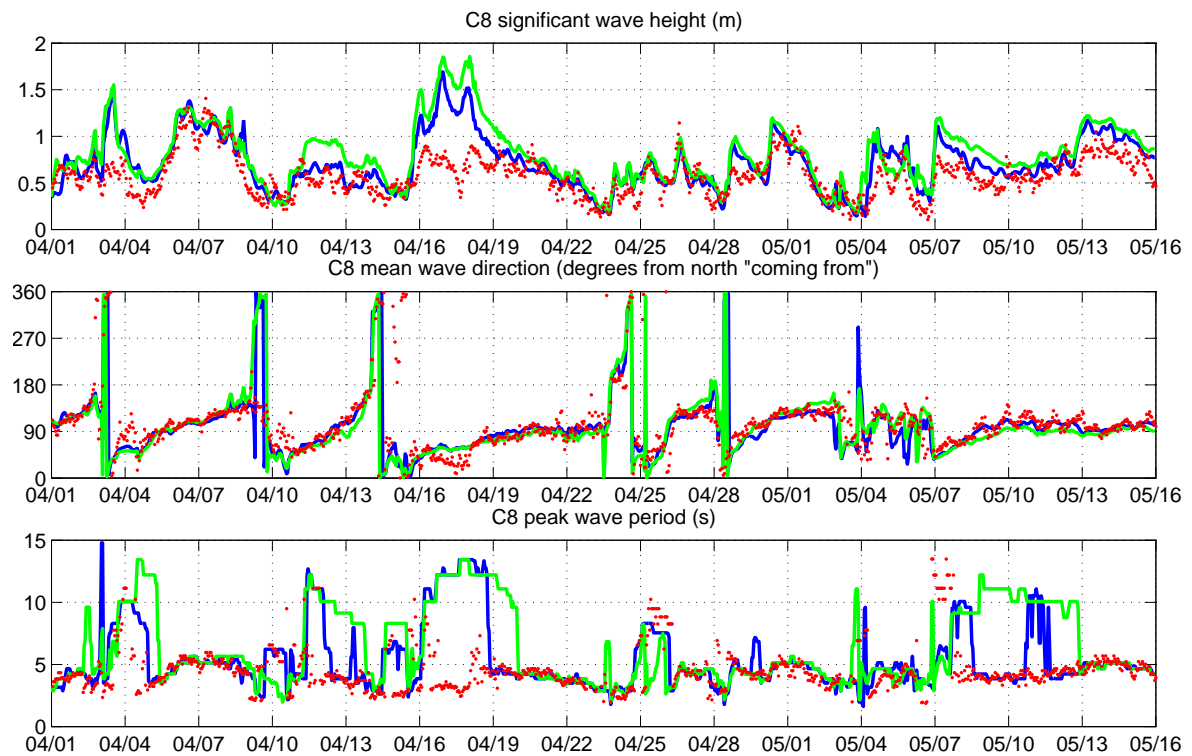 C8 significant wave height (m)
2
1.5
1
0.5
0
04/01 04/04 04/07 04/10 04/13 04/16 04/19 04/22 04/25 04/28 05/01 05/04 05/07 05/10 05/13 05/16
C8 mean wave direction (degrees from north "coming from")
360
270
180
90
0
04/01 04/04 04/07 04/10 04/13 04/16 04/19 04/22 04/25 04/28 05/01 05/04 05/07 05/10 05/13 05/16
C8 peak wave period (s)
15
10
5
0
04/01 04/04 04/07 04/10 04/13 04/16 04/19 04/22 04/25 04/28 05/01 05/04 05/07 05/10 05/13 05/16